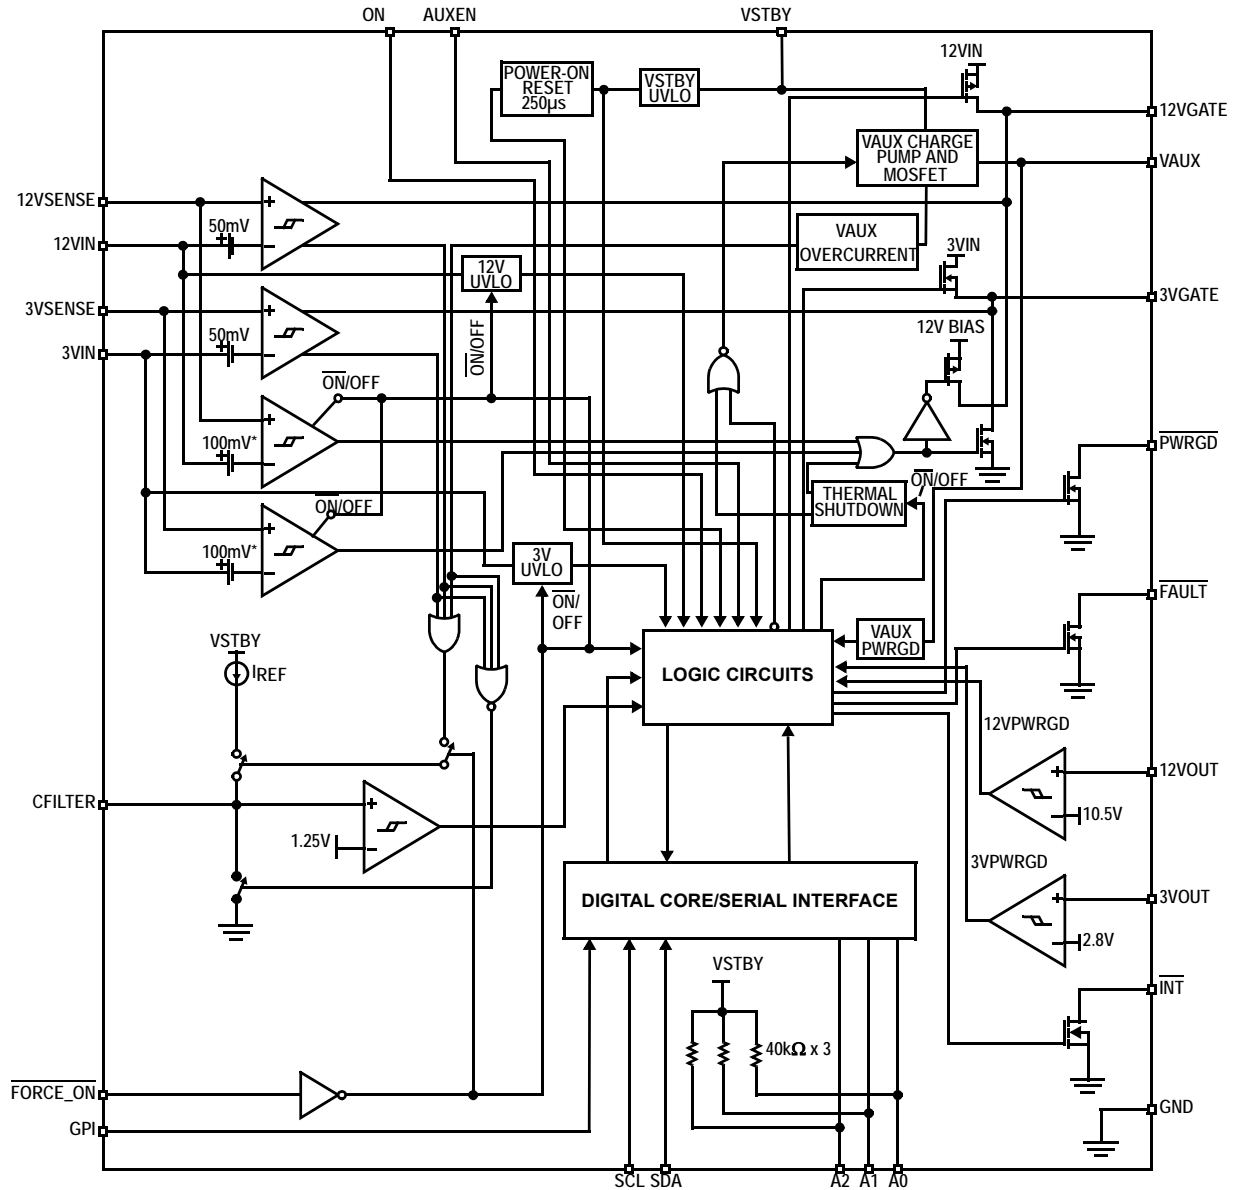 ON
AUXEN
VSTBY
12VIN
POWER-ON
RESET
250µs
VSTBY
UVLO
12VGATE
VAUX CHARGE
PUMP AND
MOSFET
VAUX
12VSENSE
50mV
12VIN
VAUX
OVERCURRENT
3VIN
12V
UVLO
3VSENSE
3VGATE
50mV
3VIN
12V BIAS
ON/OFF
ON/OFF
100mV*
PWRGD
ON/OFF
THERMAL
SHUTDOWN
ON/OFF
100mV*
3V
UVLO
ON/
OFF
FAULT
VSTBY
IREF
VAUX
PWRGD
LOGIC CIRCUITS
12VPWRGD
12VOUT
10.5V
CFILTER
1.25V
3VPWRGD
DIGITAL CORE/SERIAL INTERFACE
3VOUT
2.8V
VSTBY
INT
40kΩ x 3
FORCE_ON
GPI
GND
SCL
SDA
A2
A1
A0